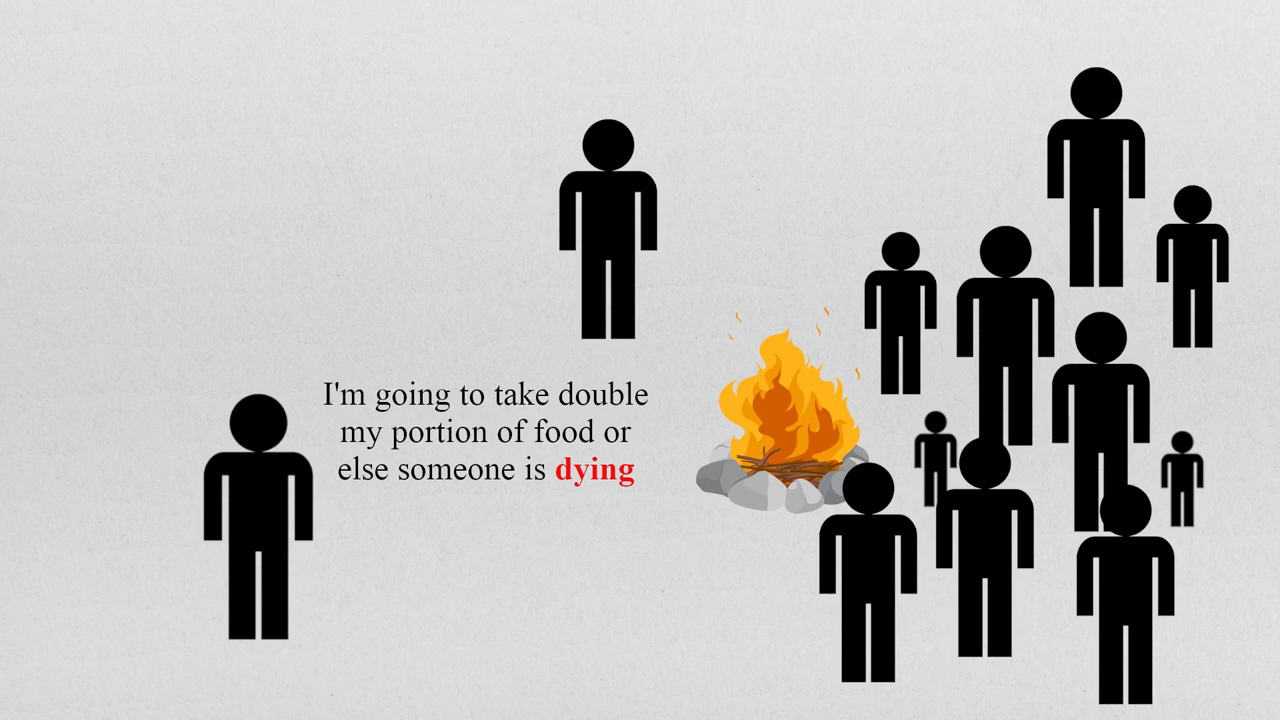 I'm going to take double
my portion of food or
else someone is dying